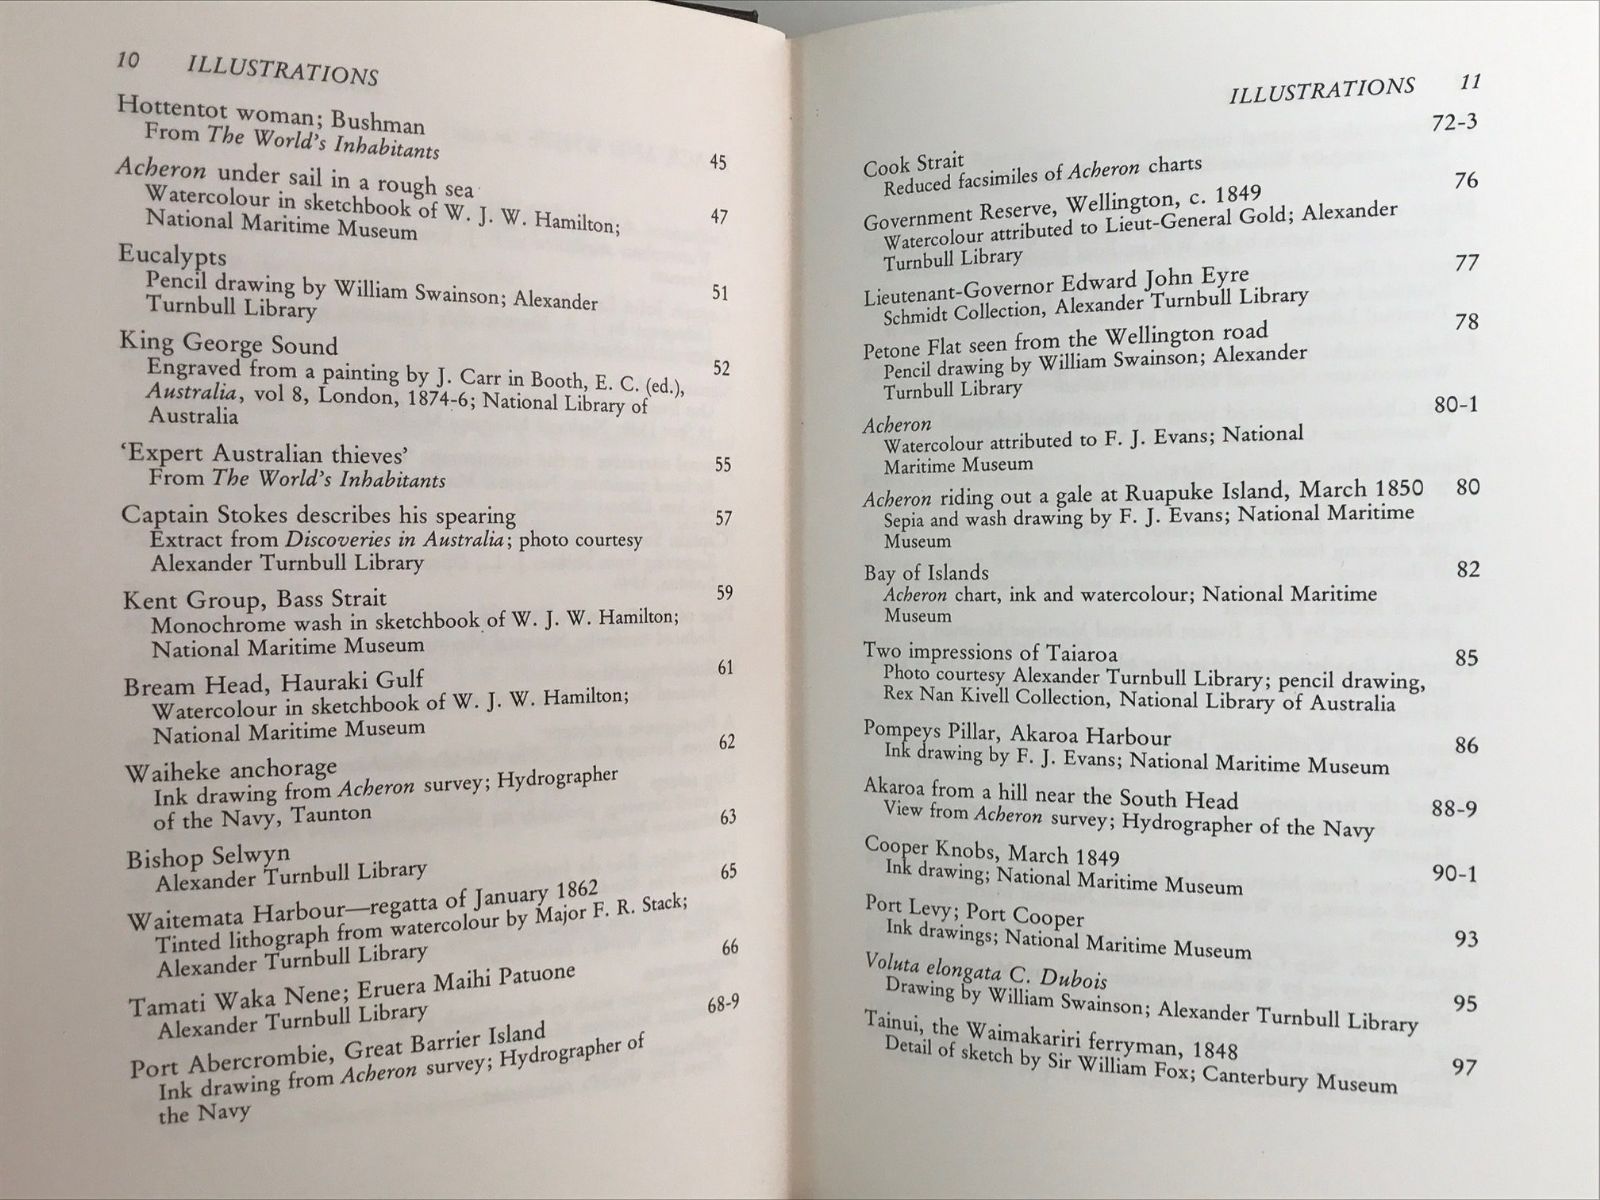 10 ILLUSTRATIONS
Hottentot woman; Bushman
From The World's Inhabitants 45
Acheron under sail in a rough sea
Watercolour in sketchbook of W. J. W. Hamilton; 47
National Maritime Museum
Eucalypts
Pencil drawing by William Swainson; Alexander 51
Turnbull Library
King George Sound
Engraved from a painting by J. Carr in Booth, E. C. (ed.), 52
Australia, vol 8, London, 1874-6; National Library of
Australia
'Expert Australian thieves' 55
From The World's Inhabitants
Captain Stokes describes his spearing 57
Extract from Discoveries in Australia; photo courtesy
Alexander Turnbull Library
Kent Group, Bass Strait 59
Monochrome wash in sketchbook of W. J. W. Hamilton;
National Maritime Museum
Bream Head, Hauraki Gulf 61
Watercolour in sketchbook of W. J. W. Hamilton;
National Maritime Museum
Waiheke anchorage 62
Ink drawing from Acheron survey; Hydrographer
of the Navy, Taunton
Bishop Selwyn 63
Alexander Turnbull Library
Waitemata Harbour—regatta of January 1862 65
Tinted lithograph from watercolour by Major F. R. Stack;
Alexander Turnbull Library
Tamati Waka Nene; Eruera Maihi Patuone 66
Alexander Turnbull Library
Port Abercrombie, Great Barrier Island 68-9
Ink drawing from Acheron survey; Hydrographer of
the Navy
ILLUSTRATIONS 11
Cook Strait 72-3
Reduced facsimiles of Acheron charts
Government Reserve, Wellington, c. 1849 76
Watercolour attributed to Lieut-General Gold; Alexander
Turnbull Library
Lieutenant-Governor Edward John Eyre 77
Schmidt Collection, Alexander Turnbull Library
Petone Flat seen from the Wellington road 78
Pencil drawing by William Swainson; Alexander
Turnbull Library
Acheron 80-1
Watercolour attributed to F. J. Evans; National
Maritime Museum
Acheron riding out a gale at Ruapuke Island, March 1850 80
Sepia and wash drawing by F. J. Evans; National Maritime
Museum
Bay of Islands 82
Acheron chart, ink and watercolour; National Maritime
Museum
Two impressions of Taiaroa 85
Photo courtesy Alexander Turnbull Library; pencil drawing,
Rex Nan Kivell Collection, National Library of Australia
Pompeys Pillar, Akaroa Harbour 86
Ink drawing by F. J. Evans; National Maritime Museum
Akaroa from a hill near the South Head 88-9
View from Acheron survey; Hydrographer of the Navy
Cooper Knobs, March 1849 90-1
Ink drawing; National Maritime Museum
Port Levy; Port Cooper 93
Ink drawings; National Maritime Museum
Voluta elongata C. Dubois 95
Drawing by William Swainson; Alexander Turnbull Library
Tainui, the Waimakariri ferryman, 1848 97
Detail of sketch by Sir William Fox; Canterbury Museum